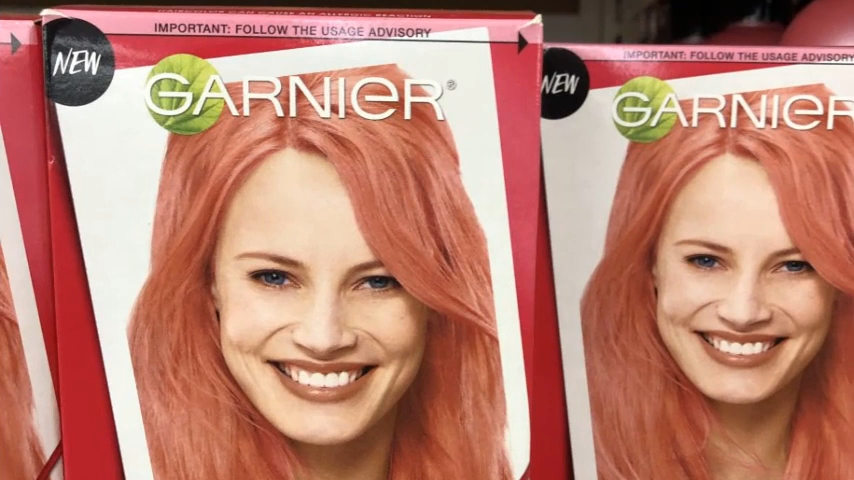 IMPORTANT: FOLLOW THE USAGE ADVISORY
NEW
GARNIER®
IMPORTANT: FOLLOW THE USAGE ADVISORY
NEW
GARNIER